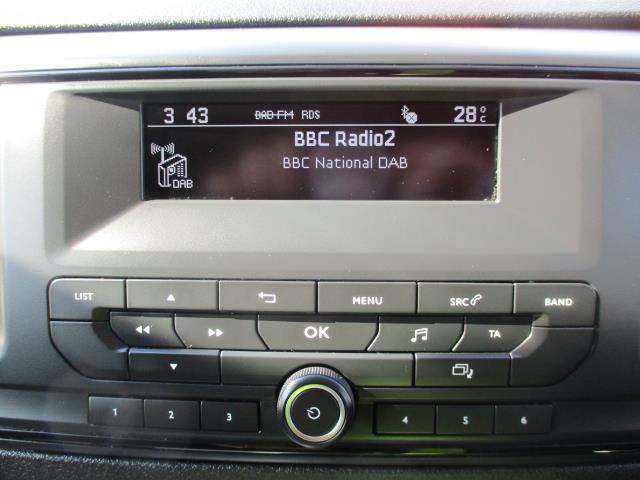 3 43 DAB-FM RDS 28°C
BBC Radio2
BBC National DAB
DAB
LIST MENU SRC BAND
OK TA
1 2 3 4 5 6